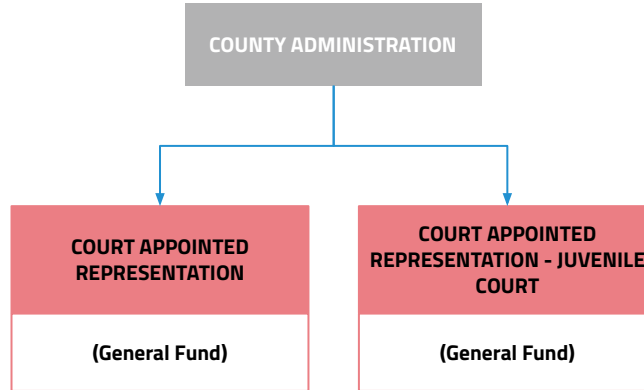 COUNTY ADMINISTRATION
COURT APPOINTED
REPRESENTATION
(General Fund)
COURT APPOINTED
REPRESENTATION - JUVENILE
COURT
(General Fund)